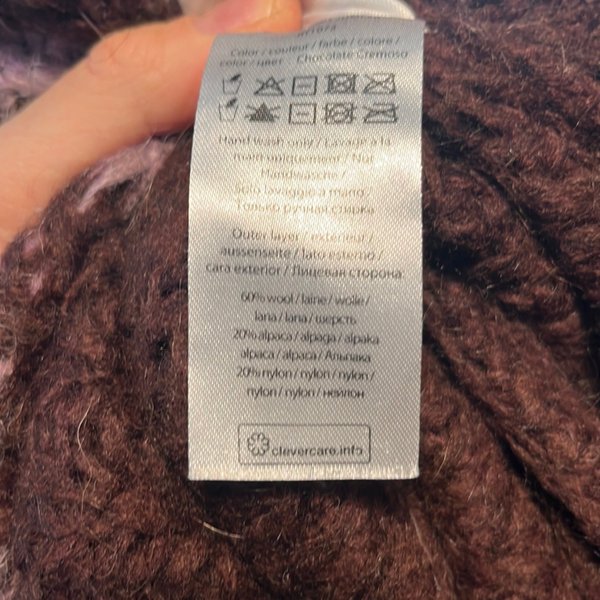 Color / couleur / farbe / colore /
color / цвет Chocolate Cremoso
Hand wash only / Lavage à la
main uniquement / Nur
Handwäsche /
Solo lavaggio a mano /
Только ручная стирка
Outer layer / extérieur /
aussenseite / lato esterno /
cara exterior / Лицевая сторона:
60% wool / laine / wolle /
lana / lana / шерсть
20% alpaca / alpaga / alpaka
alpaca / alpaca / Альпака
20% nylon / nylon / nylon /
nylon / nylon / нейлон
clevercare.info